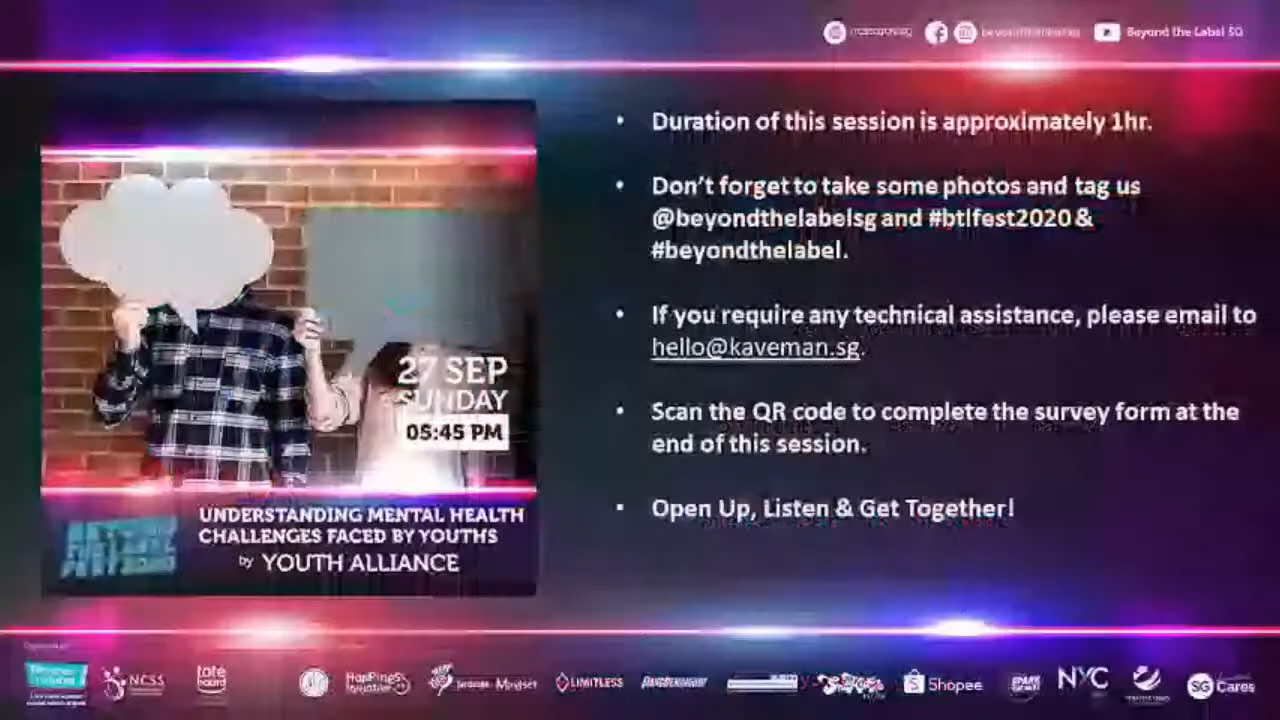 Beyond the Label SG
• Duration of this session is approximately 1hr.
• Don't forget to take some photos and tag us
@beyondthelabelsg and #btlfest2020 &
#beyondthelabel.
• If you require any technical assistance, please email to
hello@kaveman.sg.
• Scan the QR code to complete the survey form at the
end of this session.
• Open Up, Listen & Get Together!
27 SEP
SUNDAY
05:45 PM
UNDERSTANDING MENTAL HEALTH
CHALLENGES FACED BY YOUTHS
by YOUTH ALLIANCE
NCSS
tote
board
LIMITLESS
Shopee
NYC
SG Cares